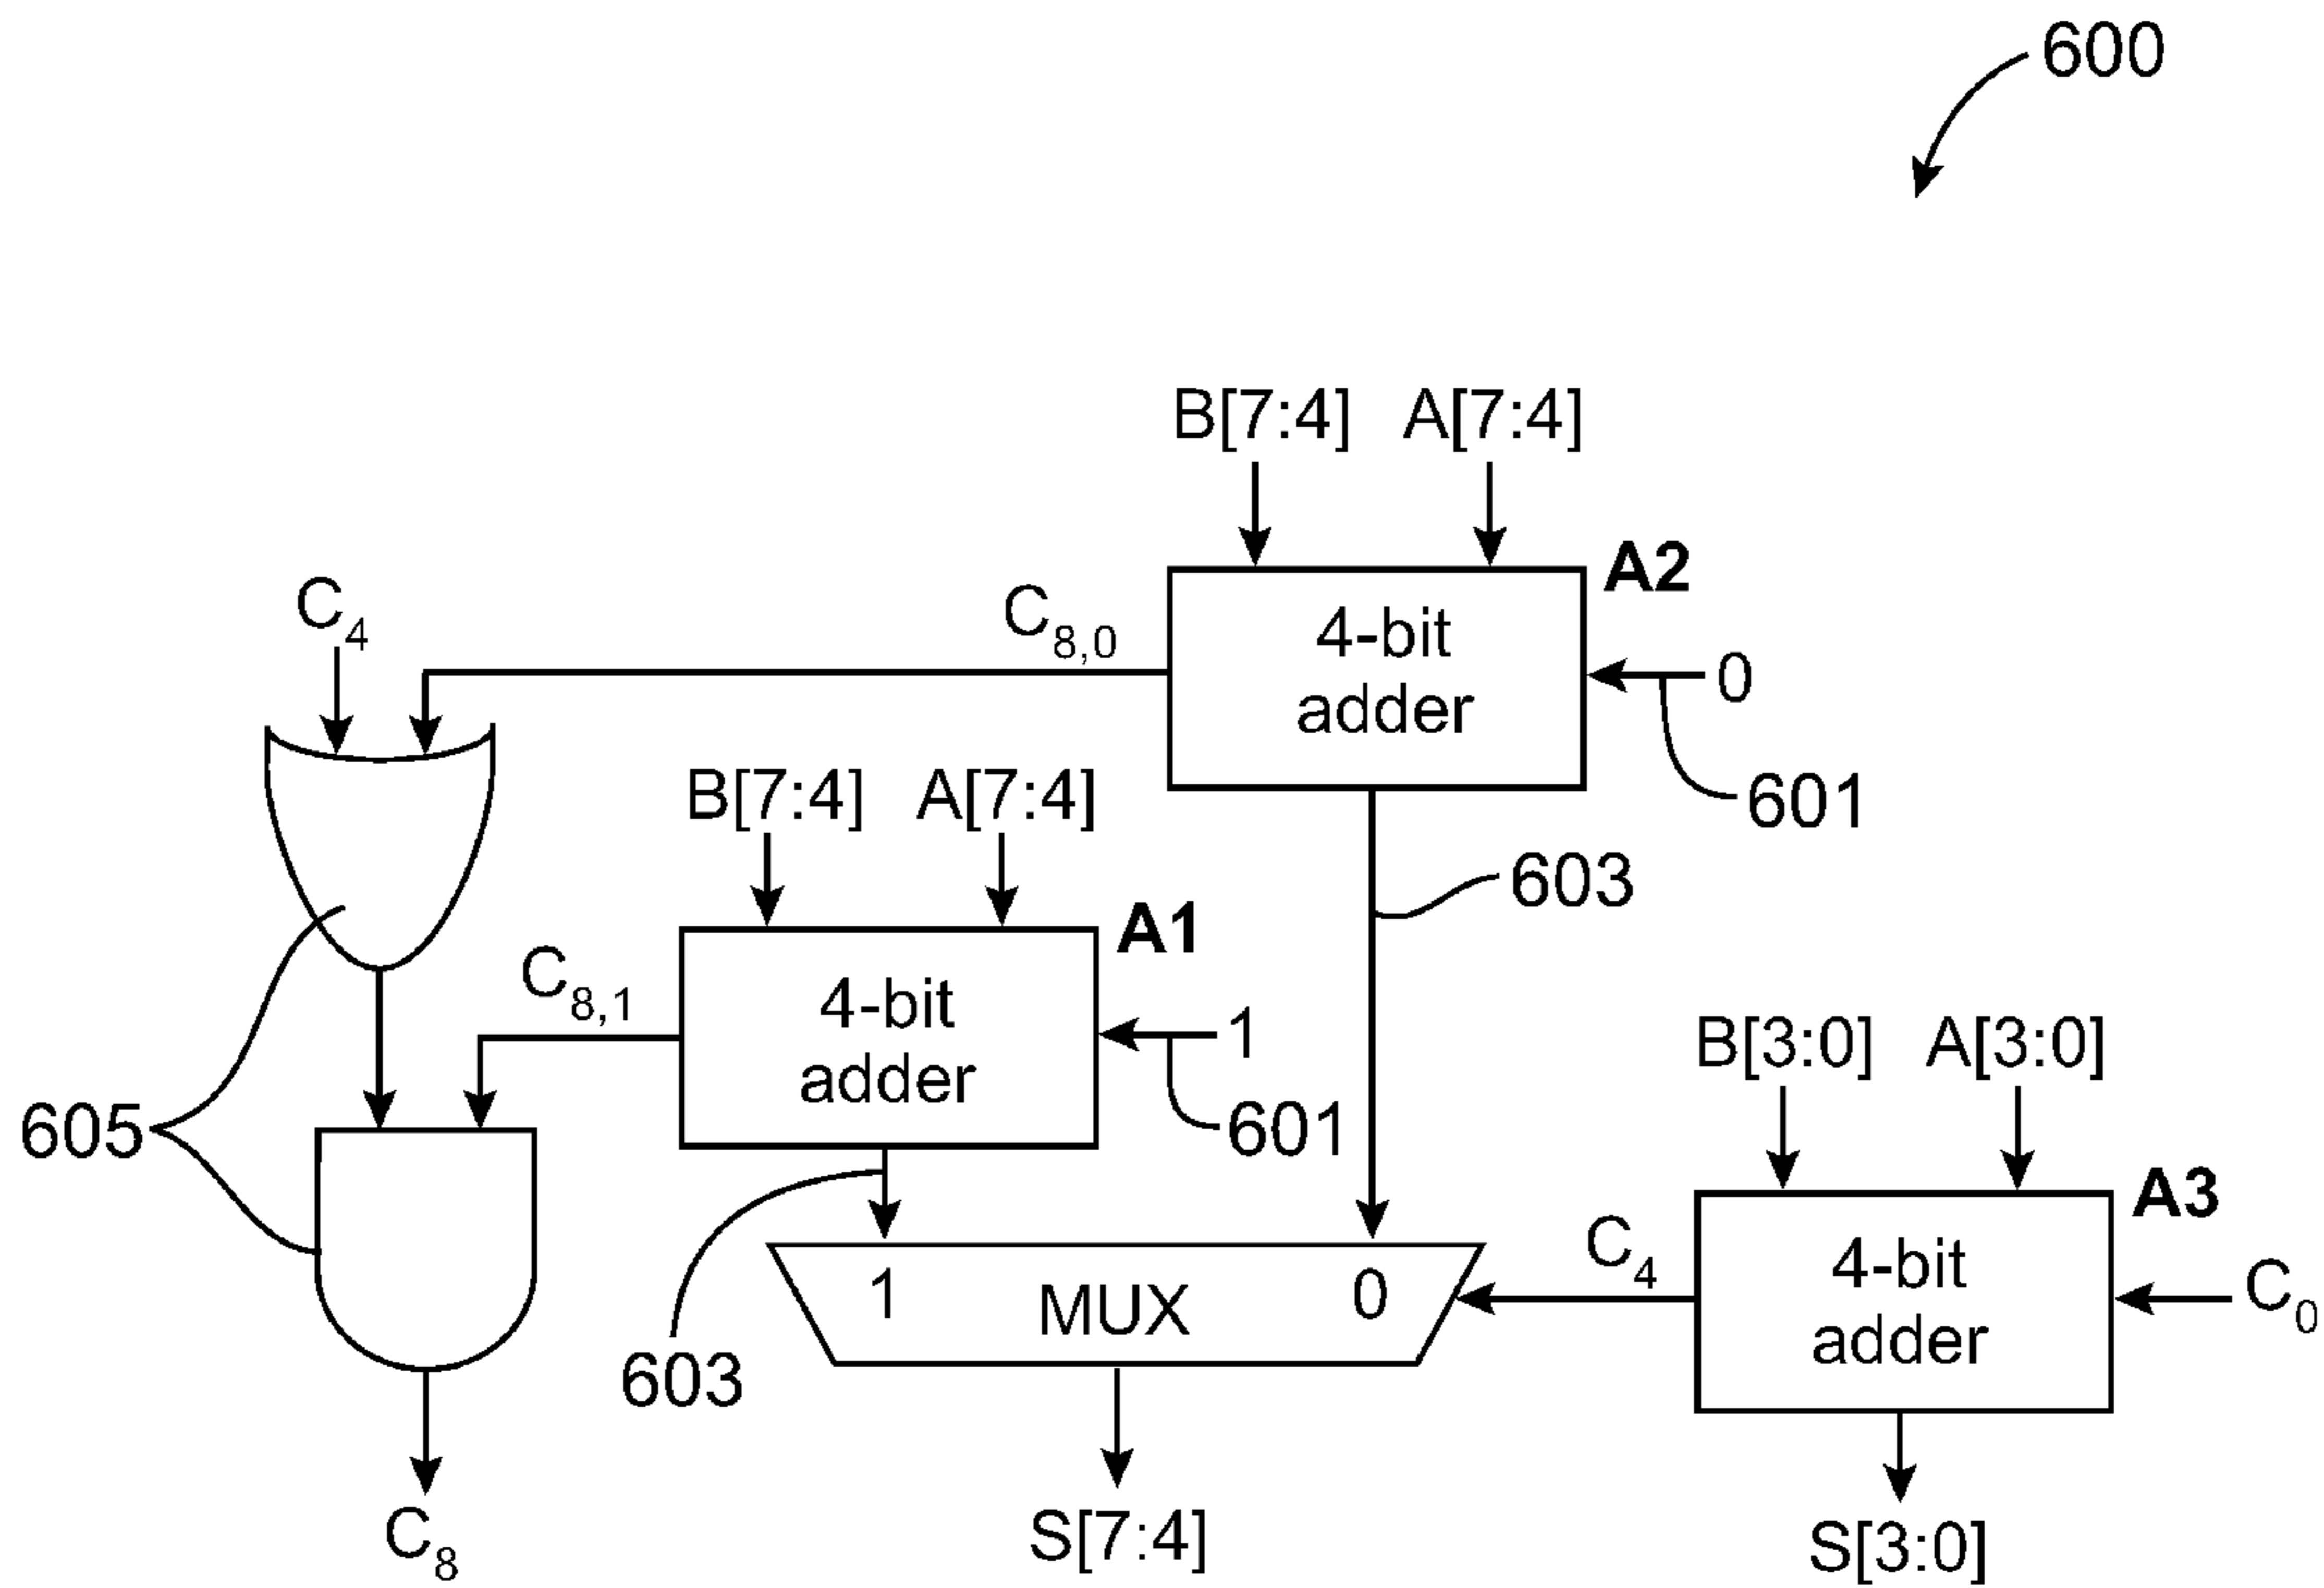 600
B[7:4] A[7:4]
A2
C4
C8,0
4-bit
adder
0
601
B[7:4] A[7:4]
A1
603
C8,1
4-bit
adder
1
601
605
B[3:0] A[3:0]
A3
C4
4-bit
adder
C0
1 MUX 0
603
C8
S[7:4]
S[3:0]